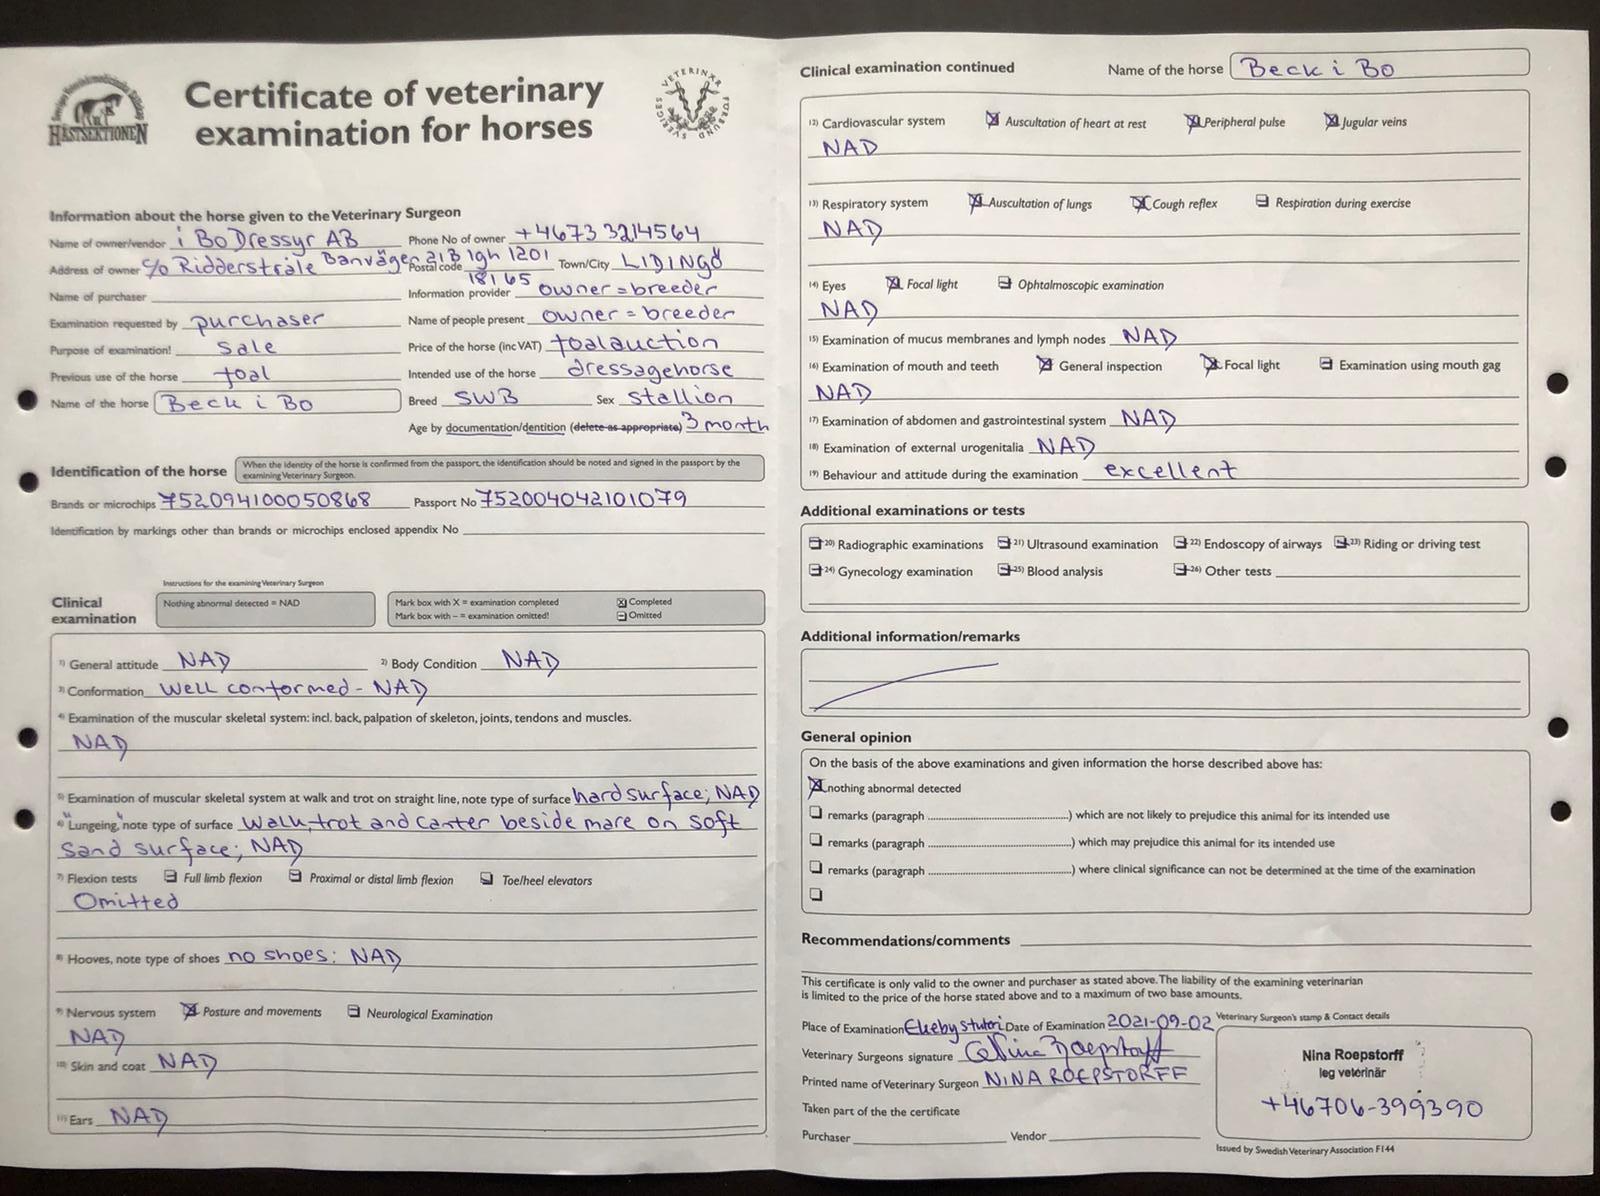 HÄSTSEKTIONEN
Certificate of veterinary
examination for horses
SVERIGES VETERINÄRFÖRBUND
Information about the horse given to the Veterinary Surgeon
Name of owner/vendor i Bo Dressyr AB Phone No of owner +46733214564
Address of owner c/o Ridderstråle Banvägen 21B lgh 1201 Postal code 18165 Town/City LIDINGÖ
Name of purchaser Information provider owner = breeder
Examination requested by purchaser Name of people present owner = breeder
Purpose of examination! sale Price of the horse (inc VAT) foalauction
Previous use of the horse foal Intended use of the horse dressagehorse
Name of the horse Beck i Bo Breed SWB Sex stallion
Age by documentation/dentition (delete as appropriate) 3 month
Identification of the horse When the identity of the horse is confirmed from the passport, the identification should be noted and signed in the passport by the
examining Veterinary Surgeon.
Brands or microchips 752094100050868 Passport No 752004042101079
Identification by markings other than brands or microchips enclosed appendix No
Instructions for the examining Veterinary Surgeon
Clinical
examination
Nothing abnormal detected = NAD
Mark box with X = examination completed Completed
Mark box with – = examination omitted! Omitted
1) General attitude NAD 2) Body Condition NAD
3) Conformation Well conformed - NAD
4) Examination of the muscular skeletal system: incl. back, palpation of skeleton, joints, tendons and muscles.
NAD
5) Examination of muscular skeletal system at walk and trot on straight line, note type of surface hard surface; NAD
6) "Lungeing", note type of surface walk, trot and canter beside mare on soft
sand surface; NAD
7) Flexion tests Full limb flexion Proximal or distal limb flexion Toe/heel elevators
Omitted
8) Hooves, note type of shoes no shoes: NAD
9) Nervous system Posture and movements Neurological Examination
NAD
10) Skin and coat NAD
11) Ears NAD
Clinical examination continued Name of the horse Beck i Bo
12) Cardiovascular system Auscultation of heart at rest Peripheral pulse Jugular veins
NAD
13) Respiratory system Auscultation of lungs Cough reflex Respiration during exercise
NAD
14) Eyes Focal light Ophtalmoscopic examination
NAD
15) Examination of mucus membranes and lymph nodes NAD
16) Examination of mouth and teeth General inspection Focal light Examination using mouth gag
NAD
17) Examination of abdomen and gastrointestinal system NAD
18) Examination of external urogenitalia NAD
19) Behaviour and attitude during the examination excellent
Additional examinations or tests
20) Radiographic examinations 21) Ultrasound examination 22) Endoscopy of airways 23) Riding or driving test
24) Gynecology examination 25) Blood analysis 26) Other tests
Additional information/remarks
General opinion
On the basis of the above examinations and given information the horse described above has:
nothing abnormal detected
remarks (paragraph ..........) which are not likely to prejudice this animal for its intended use
remarks (paragraph ..........) which may prejudice this animal for its intended use
remarks (paragraph ..........) where clinical significance can not be determined at the time of the examination
Recommendations/comments
This certificate is only valid to the owner and purchaser as stated above. The liability of the examining veterinarian
is limited to the price of the horse stated above and to a maximum of two base amounts.
Place of Examination Ekeby stuteri Date of Examination 2021-09-02 Veterinary Surgeon's stamp & Contact details
Veterinary Surgeons signature Nina Roepstorff
Printed name of Veterinary Surgeon NINA ROEPSTORFF
Nina Roepstorff
leg veterinär
+46706-399390
Taken part of the the certificate
Purchaser Vendor
Issued by Swedish Veterinary Association F144